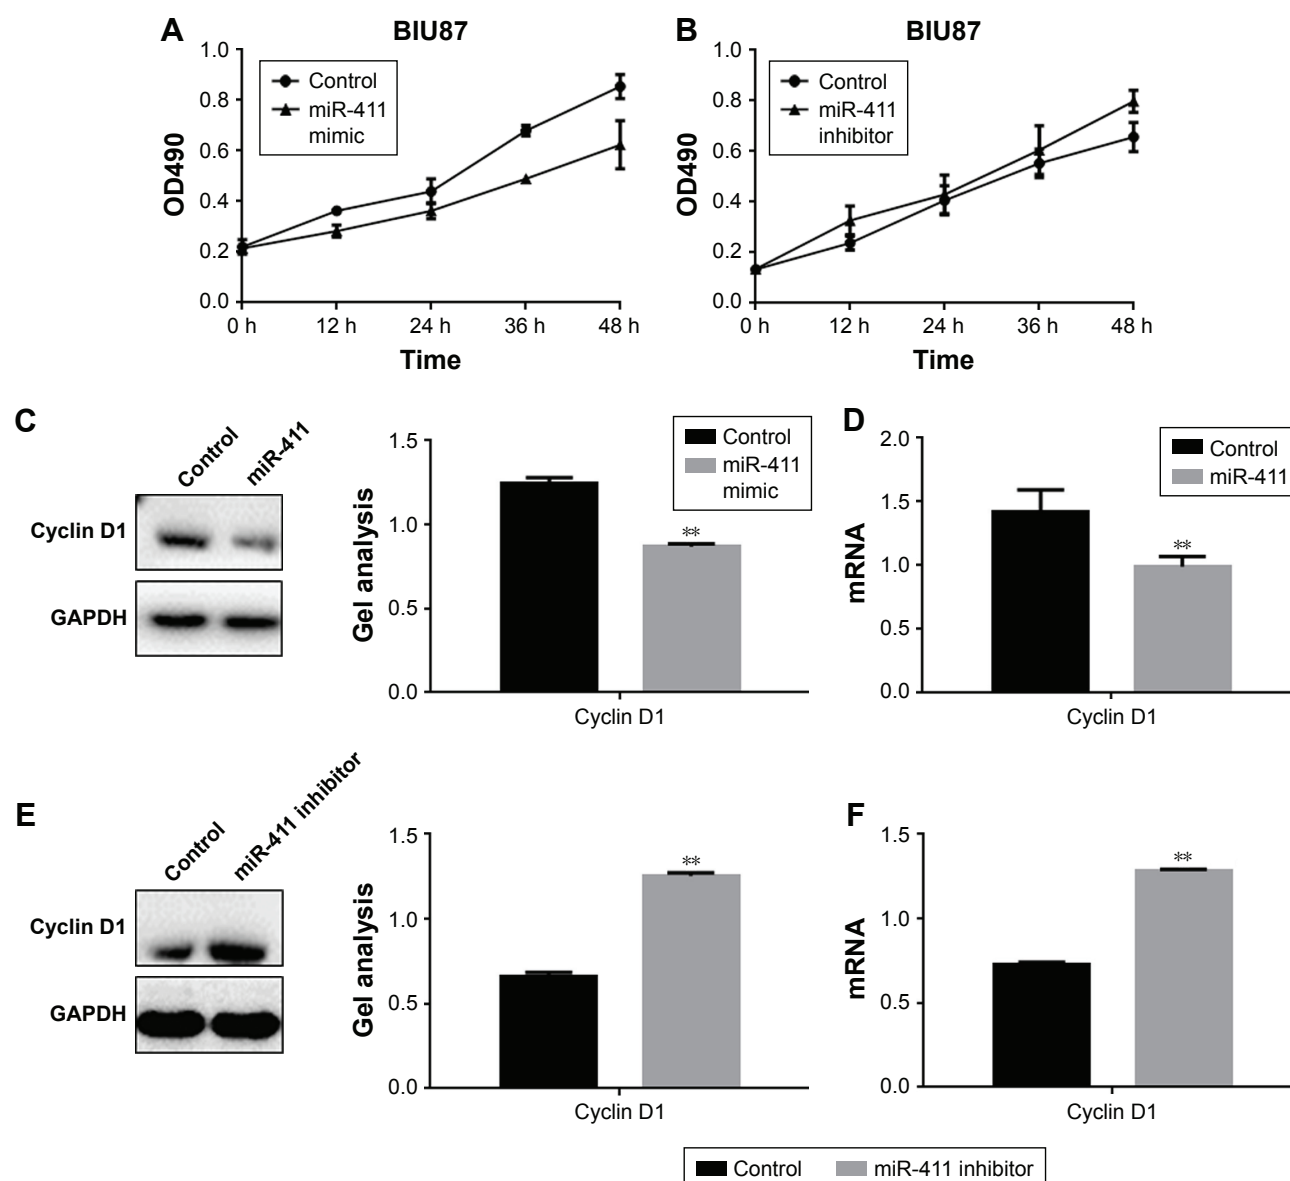 A
BIU87
1.0
0.8
0.6
0.4
0.2
0.0
OD490
Control
miR-411
mimic
0 h
12 h
24 h
36 h
48 h
Time
B
BIU87
1.0
0.8
0.6
0.4
0.2
0.0
OD490
Control
miR-411
inhibitor
0 h
12 h
24 h
36 h
48 h
Time
C
Control
miR-411
Cyclin D1
GAPDH
1.5
1.0
0.5
0.0
Gel analysis
Control
miR-411
mimic
**
Cyclin D1
D
2.0
1.5
1.0
0.5
0.0
mRNA
Control
miR-411
**
Cyclin D1
E
Control
miR-411 inhibitor
Cyclin D1
GAPDH
1.5
1.0
0.5
0.0
Gel analysis
**
Cyclin D1
F
1.5
1.0
0.5
0.0
mRNA
**
Cyclin D1
Control
miR-411 inhibitor